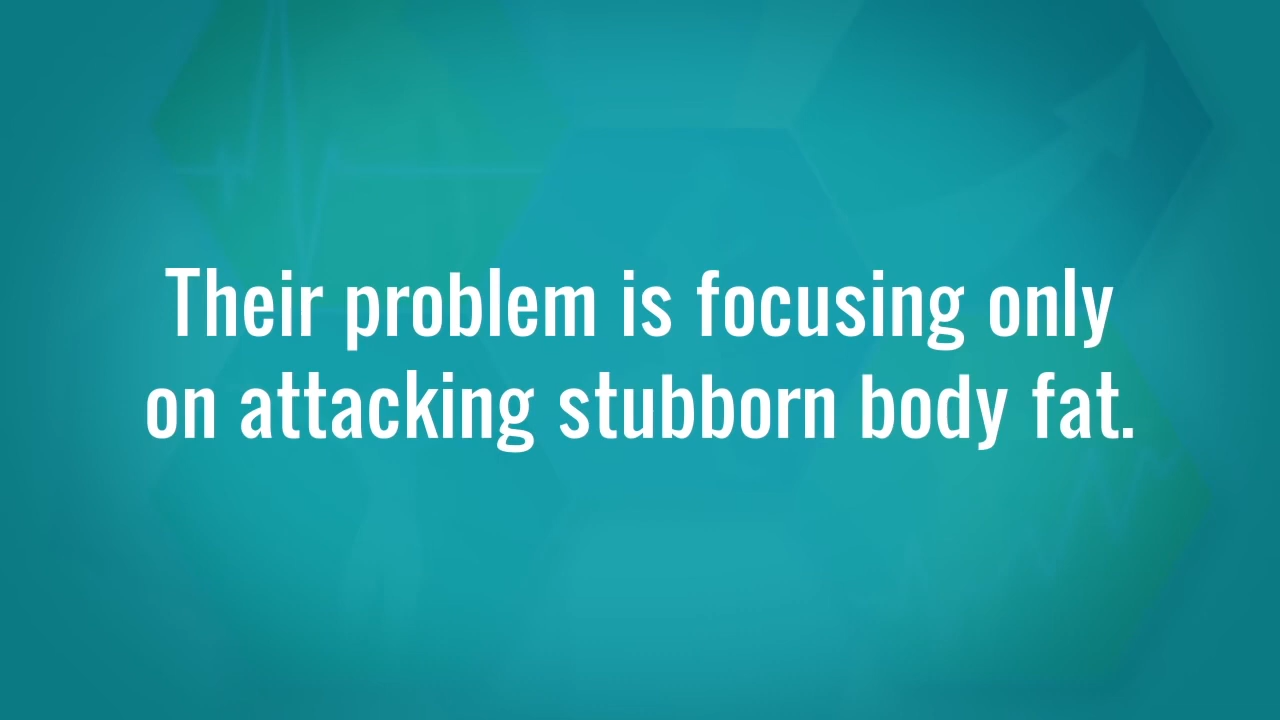 Their problem is focusing only
on attacking stubborn body fat.